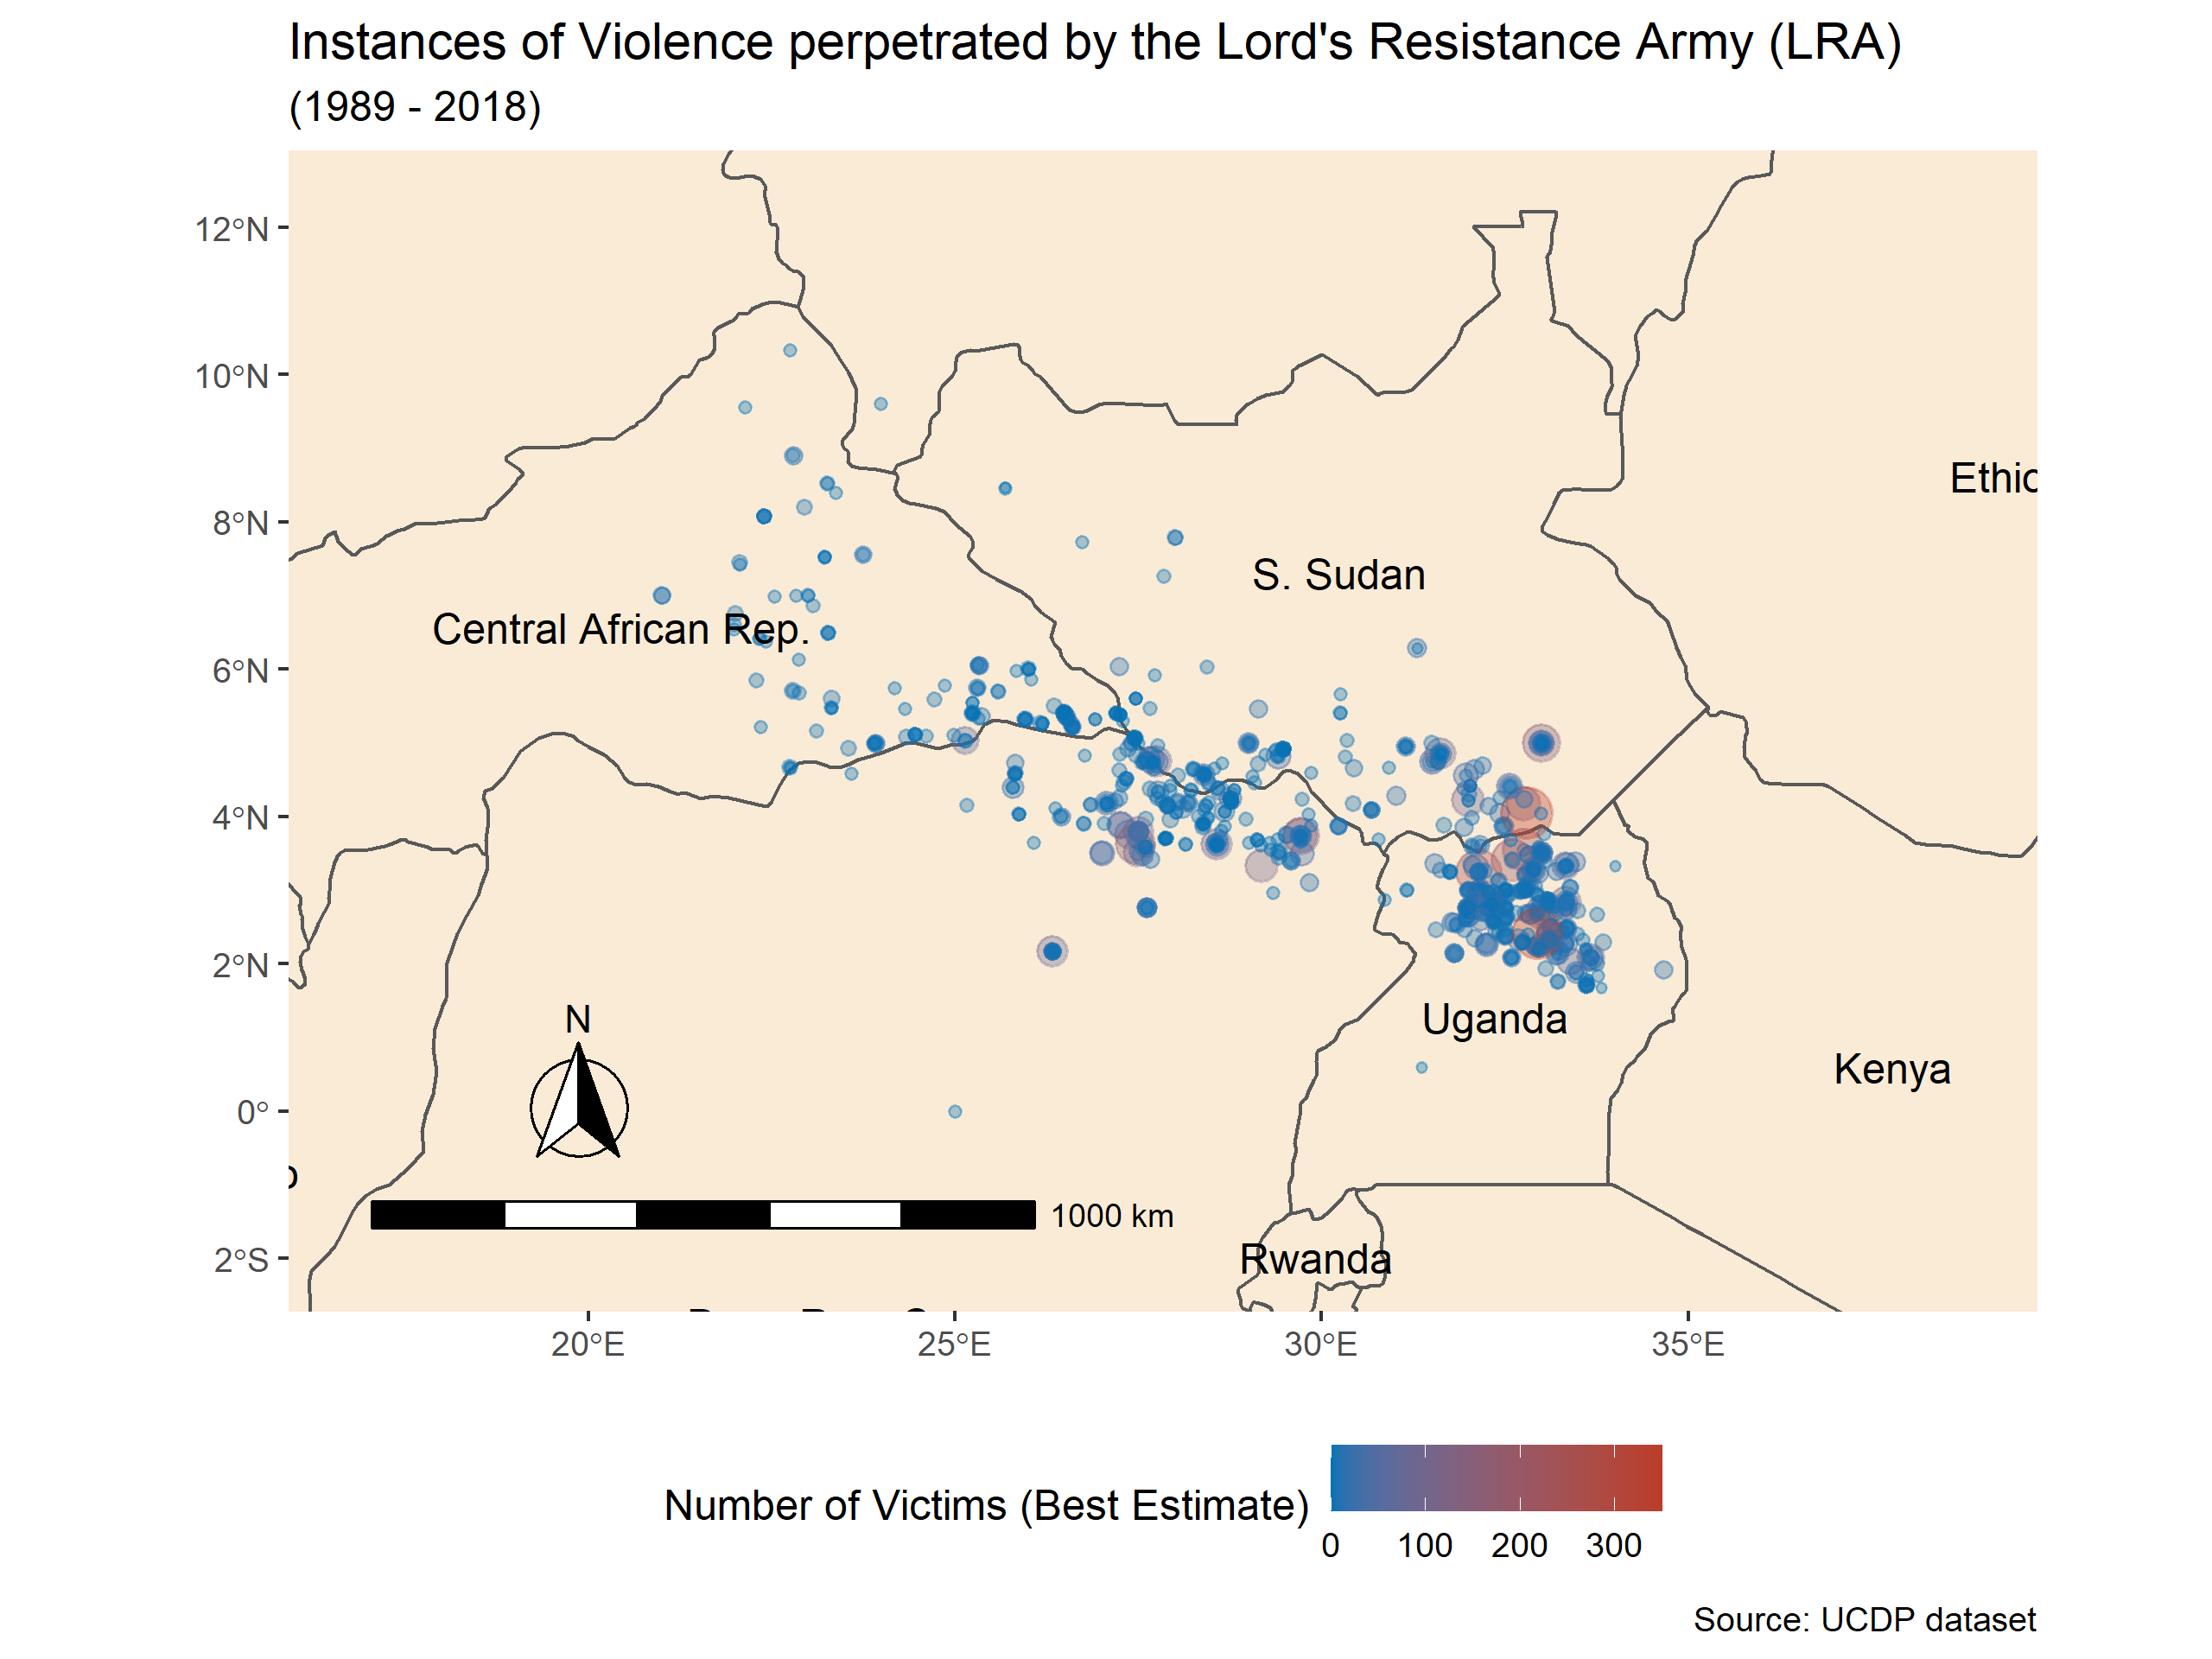 Instances of Violence perpetrated by the Lord's Resistance Army (LRA)
(1989 - 2018)
12°N
10°N
8°N
6°N
4°N
2°N
0°
2°S
Ethio
S. Sudan
Central African Rep.
Uganda
Kenya
N
1000 km
Rwanda
20°E
25°E
30°E
35°E
Number of Victims (Best Estimate)
0 100 200 300
Source: UCDP dataset